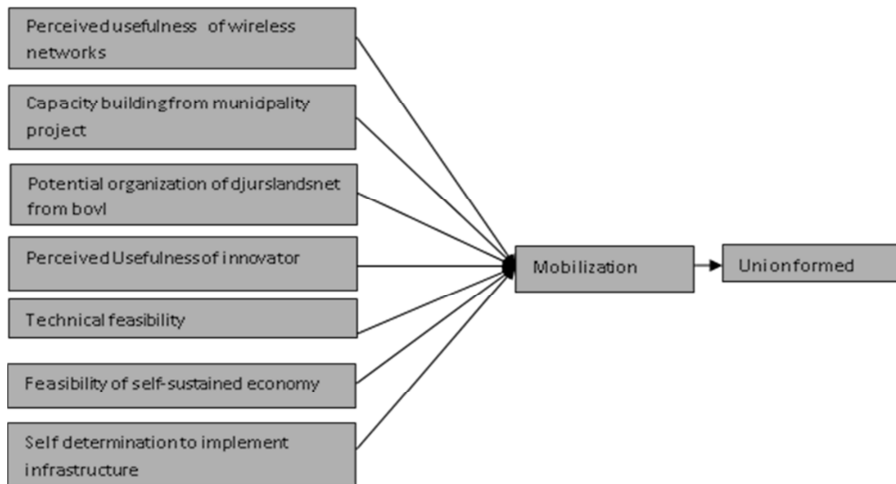 Perceived usefulness of wireless
networks
Capacity building from municipality
project
Potential organization of djurslandsnet
from bovl
Perceived Usefulness of innovator
Technical feasibility
Feasibility of self-sustained economy
Self determination to implement
infrastructure
Mobilization
Union formed